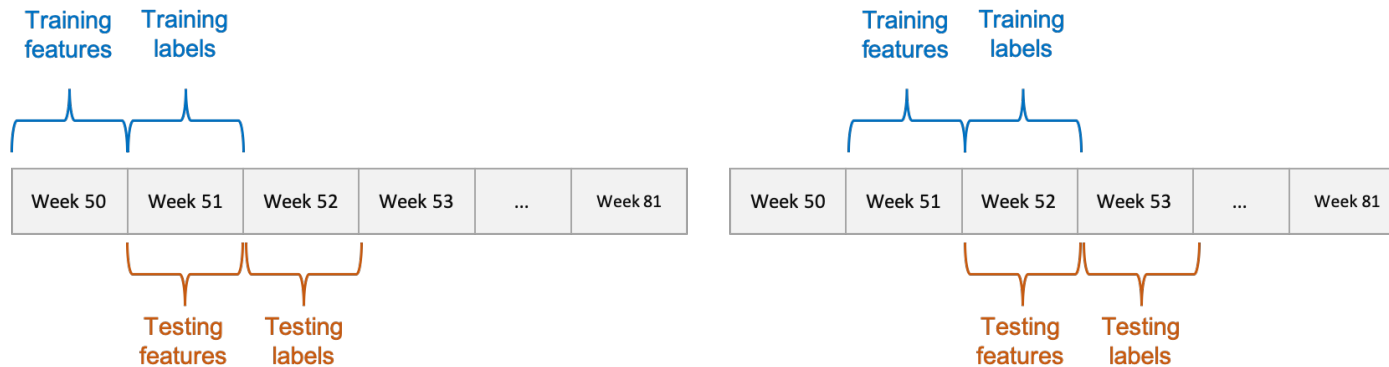 Training
features
Training
labels
Week 50
Week 51
Week 52
Week 53
...
Week 81
Testing
features
Testing
labels
Training
features
Training
labels
Week 50
Week 51
Week 52
Week 53
...
Week 81
Testing
features
Testing
labels